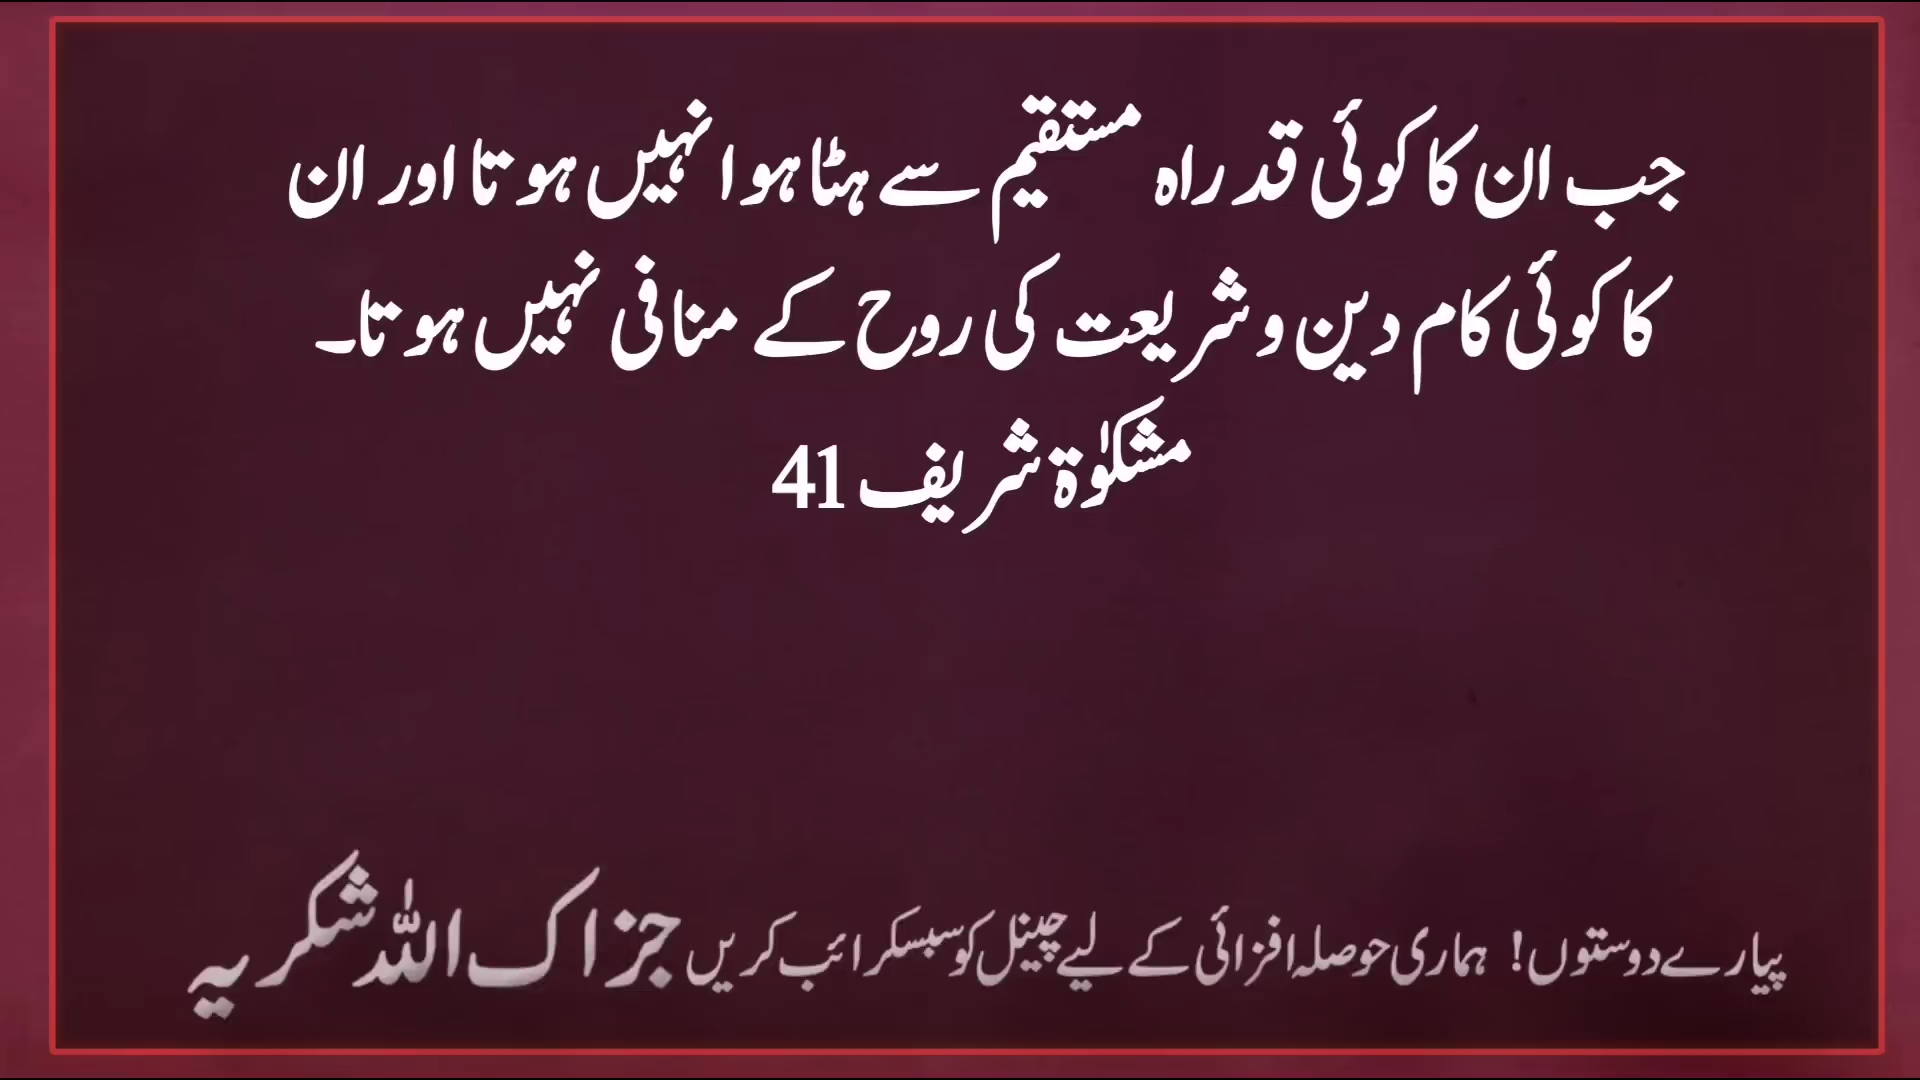 جب ان کا کوئی قدر راہ مستقیم سے ہٹا ہوا نہیں ہوتا اور ان
کا کوئی کام دین و شریعت کی روح کے منافی نہیں ہوتا۔
مشکوٰۃ شریف 41
پیارے دوستوں! ہماری حوصلہ افزائی کے لیے چینل کو سبسکرائب کریں جزاک اللہ شکریہ